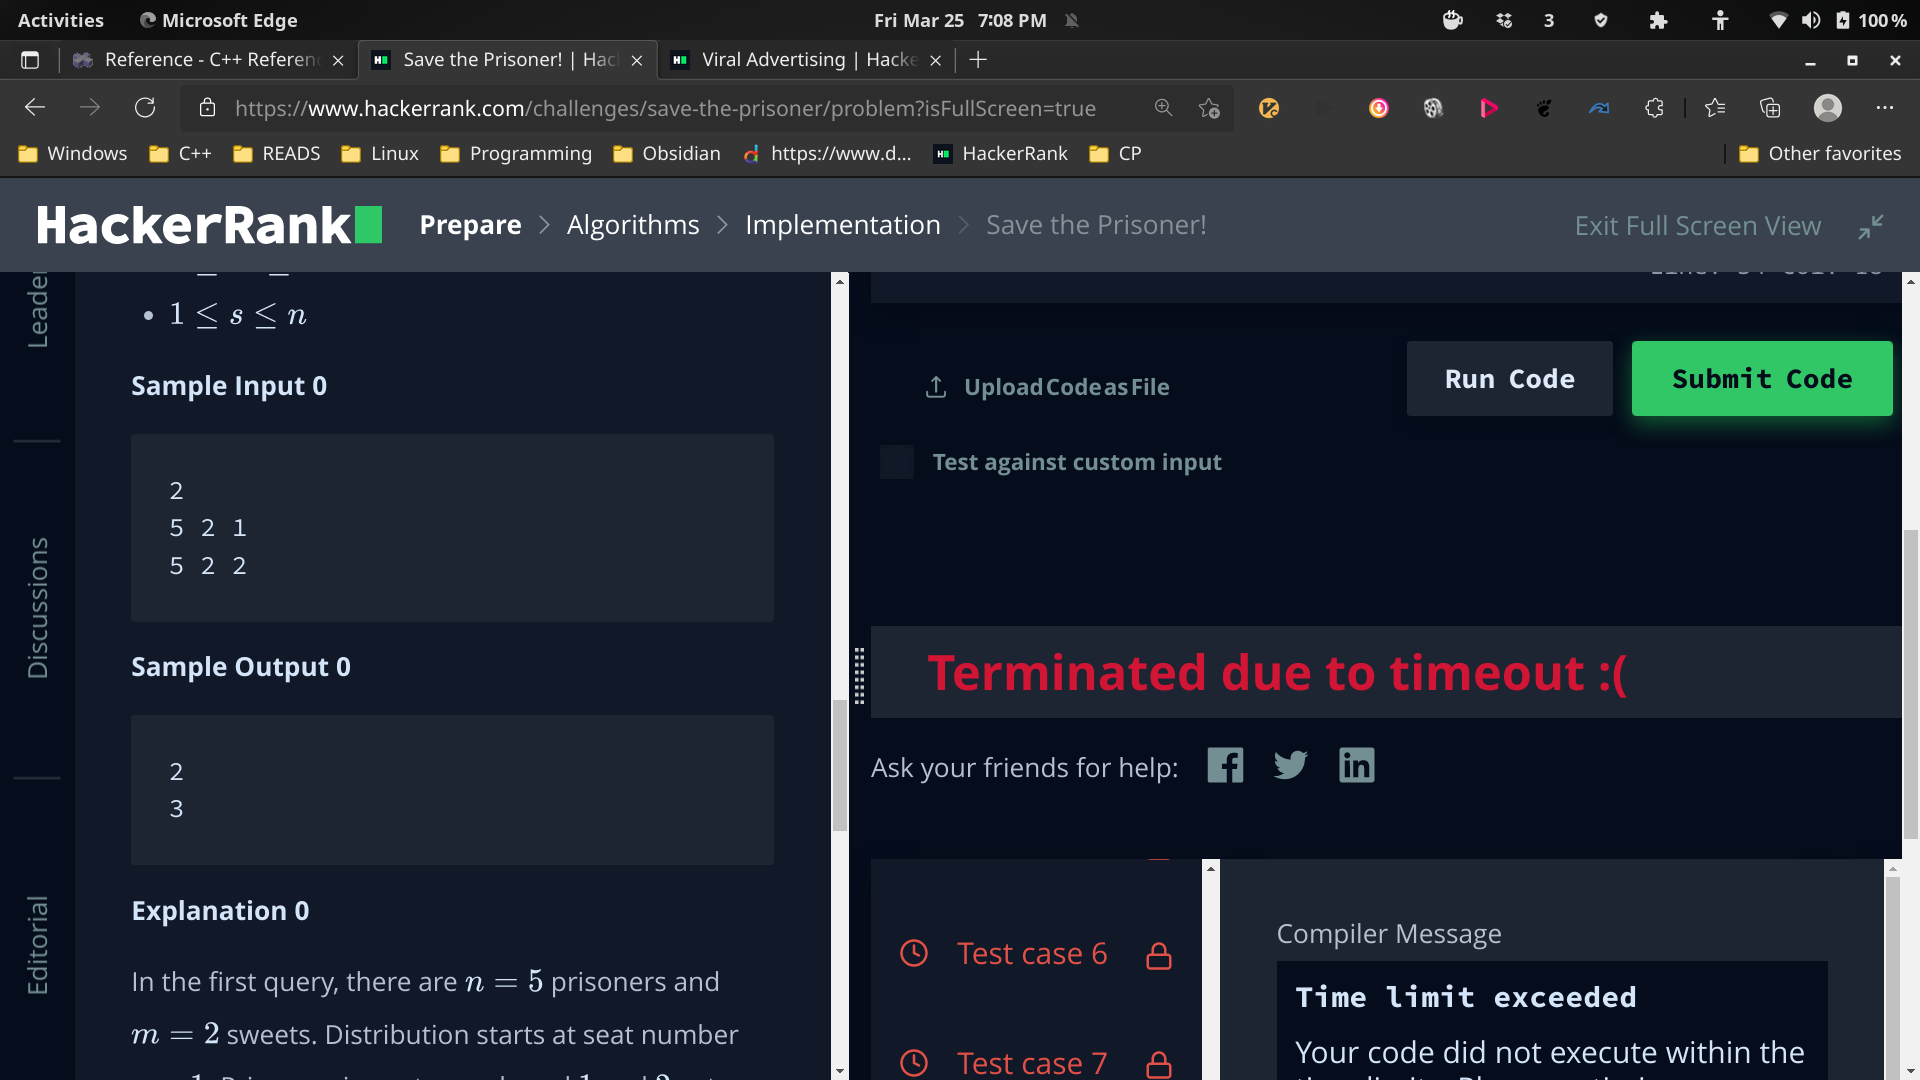 Activities
Microsoft Edge
Fri Mar 25 7:08 PM
3
100 %
Reference - C++ Referen
Save the Prisoner! | Hac
Viral Advertising | Hacke
https://www.hackerrank.com/challenges/save-the-prisoner/problem?isFullScreen=true
Windows
C++
READS
Linux
Programming
Obsidian
https://www.d...
HackerRank
CP
Other favorites
HackerRank
Prepare > Algorithms > Implementation > Save the Prisoner!
Exit Full Screen View
Leader
Discussions
Editorial
1 ≤ s ≤ n
Sample Input 0
2
5 2 1
5 2 2
Sample Output 0
2
3
Explanation 0
In the first query, there are n = 5 prisoners and
m = 2 sweets. Distribution starts at seat number
Upload Code as File
Run Code
Submit Code
Test against custom input
Terminated due to timeout :(
Ask your friends for help:
Test case 6
Test case 7
Compiler Message
Time limit exceeded
Your code did not execute within the